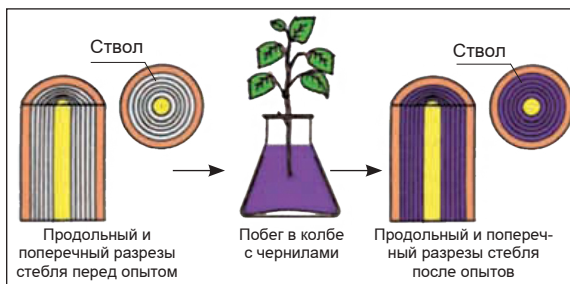 Ствол
Ствол
Продольный и
поперечный разрезы
стебля перед опытом
Побег в колбе
с чернилами
Продольный и попереч-
ный разрезы стебля
после опытов